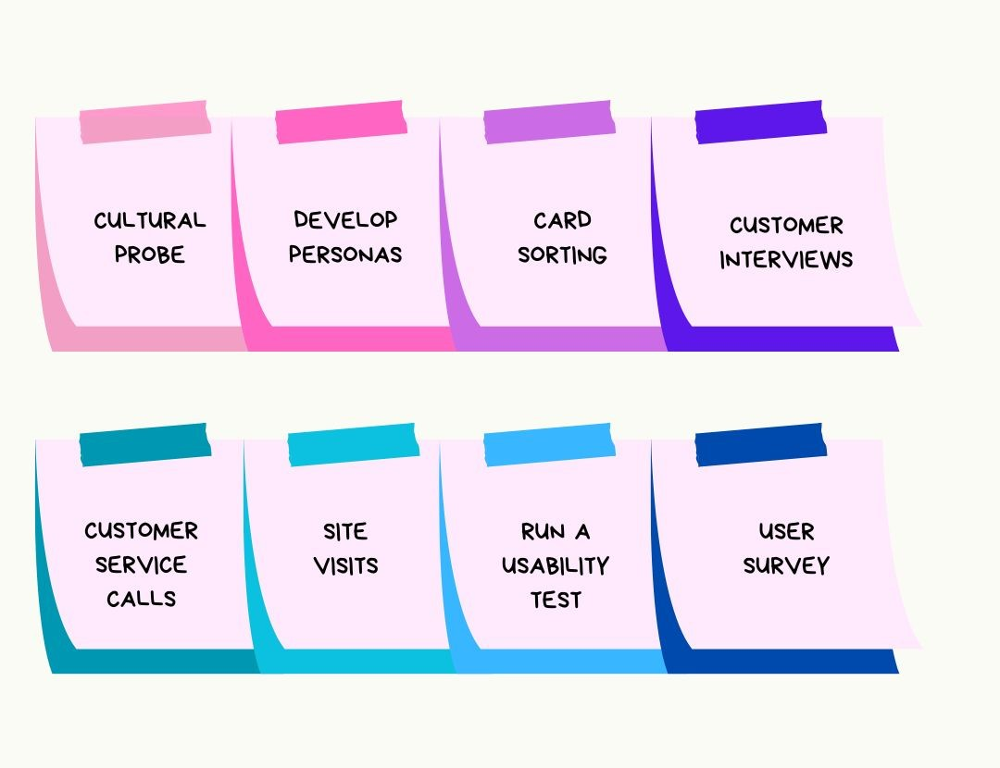 CULTURAL
PROBE
DEVELOP
PERSONAS
CARD
SORTING
CUSTOMER
INTERVIEWS
CUSTOMER
SERVICE
CALLS
SITE
VISITS
RUN A
USABILITY
TEST
USER
SURVEY